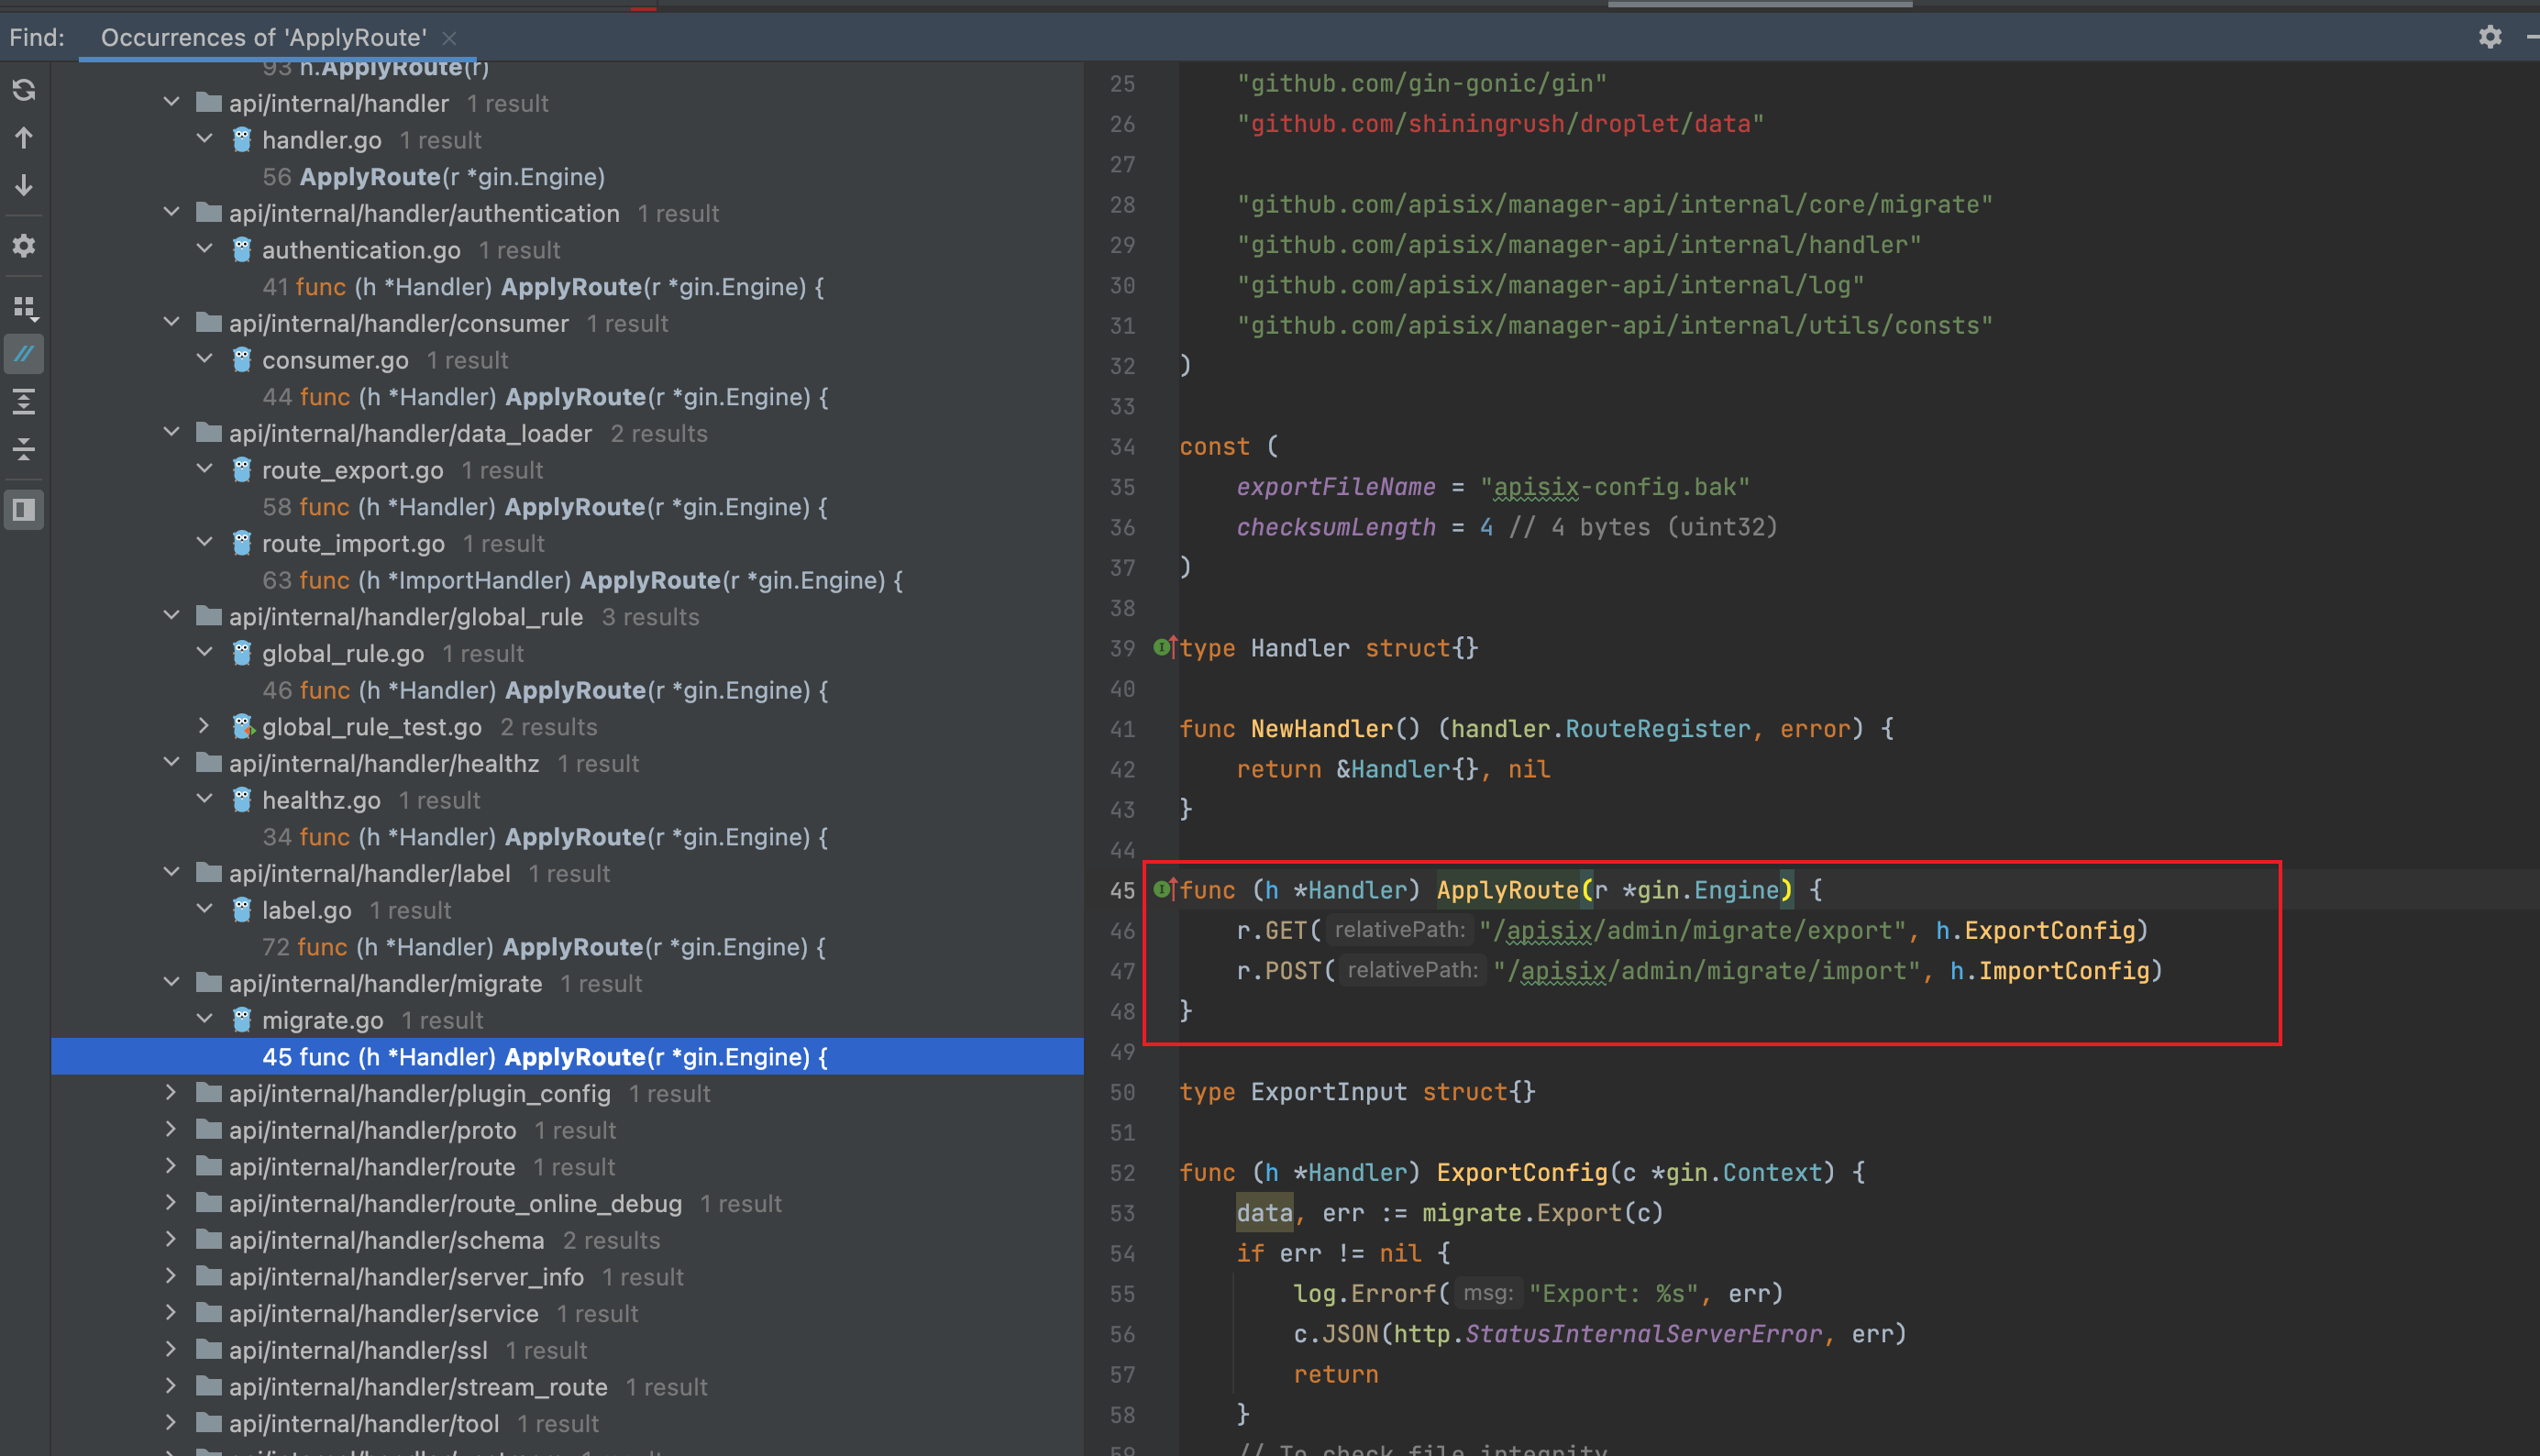 Find: Occurrences of 'ApplyRoute' ×
93 h.ApplyRoute(r)
api/internal/handler 1 result
handler.go 1 result
56 ApplyRoute(r *gin.Engine)
api/internal/handler/authentication 1 result
authentication.go 1 result
41 func (h *Handler) ApplyRoute(r *gin.Engine) {
api/internal/handler/consumer 1 result
consumer.go 1 result
44 func (h *Handler) ApplyRoute(r *gin.Engine) {
api/internal/handler/data_loader 2 results
route_export.go 1 result
58 func (h *Handler) ApplyRoute(r *gin.Engine) {
route_import.go 1 result
63 func (h *ImportHandler) ApplyRoute(r *gin.Engine) {
api/internal/handler/global_rule 3 results
global_rule.go 1 result
46 func (h *Handler) ApplyRoute(r *gin.Engine) {
global_rule_test.go 2 results
api/internal/handler/healthz 1 result
healthz.go 1 result
34 func (h *Handler) ApplyRoute(r *gin.Engine) {
api/internal/handler/label 1 result
label.go 1 result
72 func (h *Handler) ApplyRoute(r *gin.Engine) {
api/internal/handler/migrate 1 result
migrate.go 1 result
45 func (h *Handler) ApplyRoute(r *gin.Engine) {
api/internal/handler/plugin_config 1 result
api/internal/handler/proto 1 result
api/internal/handler/route 1 result
api/internal/handler/route_online_debug 1 result
api/internal/handler/schema 2 results
api/internal/handler/server_info 1 result
api/internal/handler/service 1 result
api/internal/handler/ssl 1 result
api/internal/handler/stream_route 1 result
api/internal/handler/tool 1 result
25 "github.com/gin-gonic/gin"
26 "github.com/shiningrush/droplet/data"
27
28 "github.com/apisix/manager-api/internal/core/migrate"
29 "github.com/apisix/manager-api/internal/handler"
30 "github.com/apisix/manager-api/internal/log"
31 "github.com/apisix/manager-api/internal/utils/consts"
32 )
33
34 const (
35 exportFileName = "apisix-config.bak"
36 checksumLength = 4 // 4 bytes (uint32)
37 )
38
39 type Handler struct{}
40
41 func NewHandler() (handler.RouteRegister, error) {
42 return &Handler{}, nil
43 }
44
45 func (h *Handler) ApplyRoute(r *gin.Engine) {
46 r.GET( relativePath: "/apisix/admin/migrate/export", h.ExportConfig)
47 r.POST( relativePath: "/apisix/admin/migrate/import", h.ImportConfig)
48 }
49
50 type ExportInput struct{}
51
52 func (h *Handler) ExportConfig(c *gin.Context) {
53 data, err := migrate.Export(c)
54 if err != nil {
55 log.Errorf( msg: "Export: %s", err)
56 c.JSON(http.StatusInternalServerError, err)
57 return
58 }
59 // To check file integrity